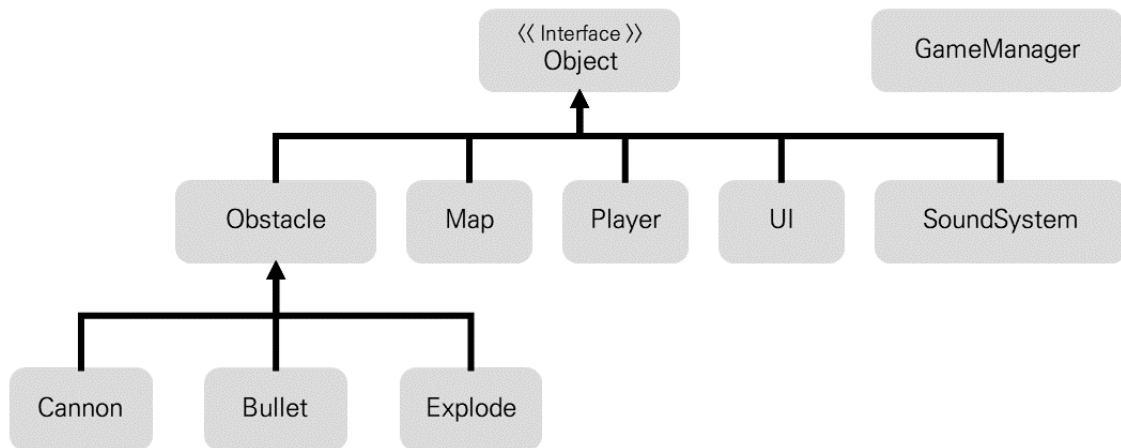 《 Interface 》
Object
GameManager
Obstacle
Map
Player
UI
SoundSystem
Cannon
Bullet
Explode